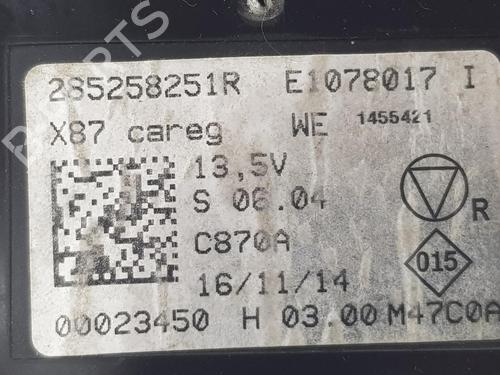 285258251R E1078017 I
X87 careg WE 1455421
13,5V
S 06.04
R
C870A
015
16/11/14
00023450 H 03.00 M47C0A